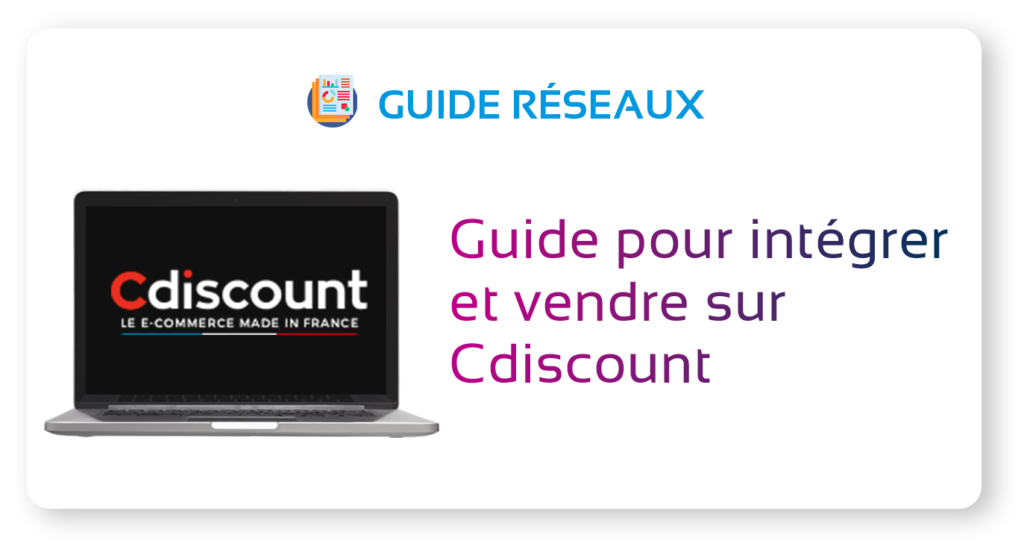 GUIDE RÉSEAUX
Cdiscount
LE E-COMMERCE MADE IN FRANCE
Guide pour intégrer
et vendre sur
Cdiscount